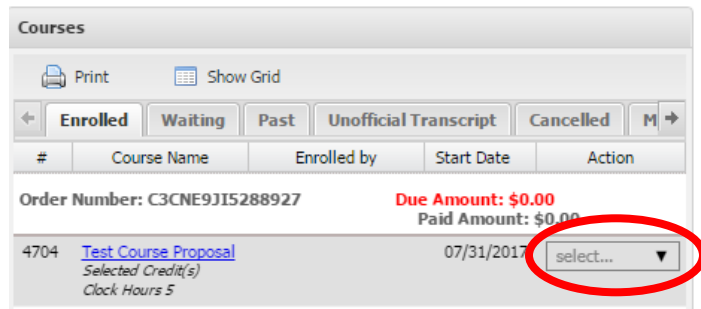 Courses
Print Show Grid
Enrolled Waiting Past Unofficial Transcript Cancelled M
# Course Name Enrolled by Start Date Action
Order Number: C3CNE9JI5288927 Due Amount: $0.00
Paid Amount: $0.00
4704 Test Course Proposal 07/31/2017 select...
Selected Credit(s)
Clock Hours 5